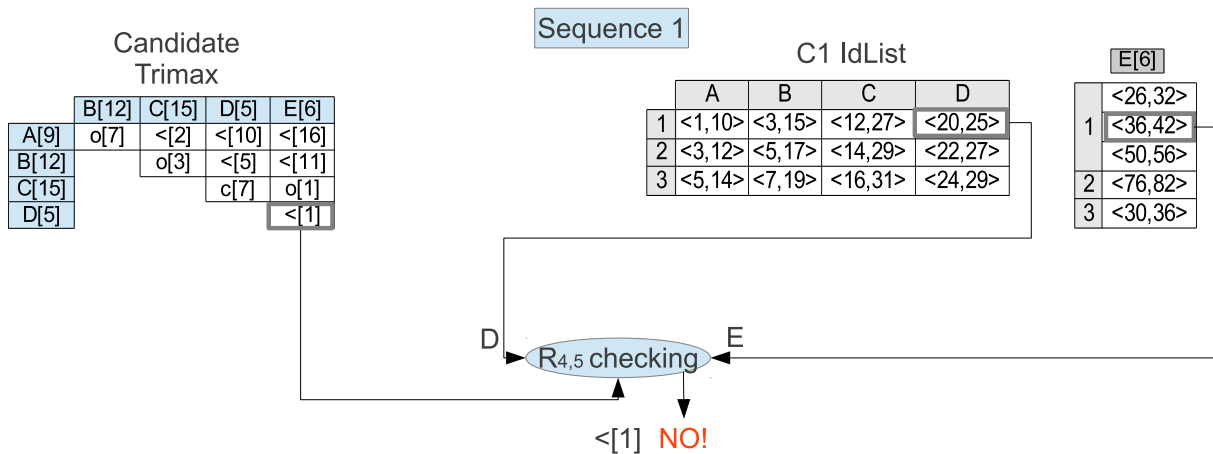 Sequence 1
Candidate
Trimax
B[12] C[15] D[5] E[6]
A[9] o[7] <[2] <[10] <[16]
B[12] o[3] <[5] <[11]
C[15] c[7] o[1]
D[5] <[1]
C1 IdList
A B C D
1 <1,10> <3,15> <12,27> <20,25>
2 <3,12> <5,17> <14,29> <22,27>
3 <5,14> <7,19> <16,31> <24,29>
E[6]
<26,32>
1 <36,42>
<50,56>
2 <76,82>
3 <30,36>
D E
R4,5 checking
<[1] NO!